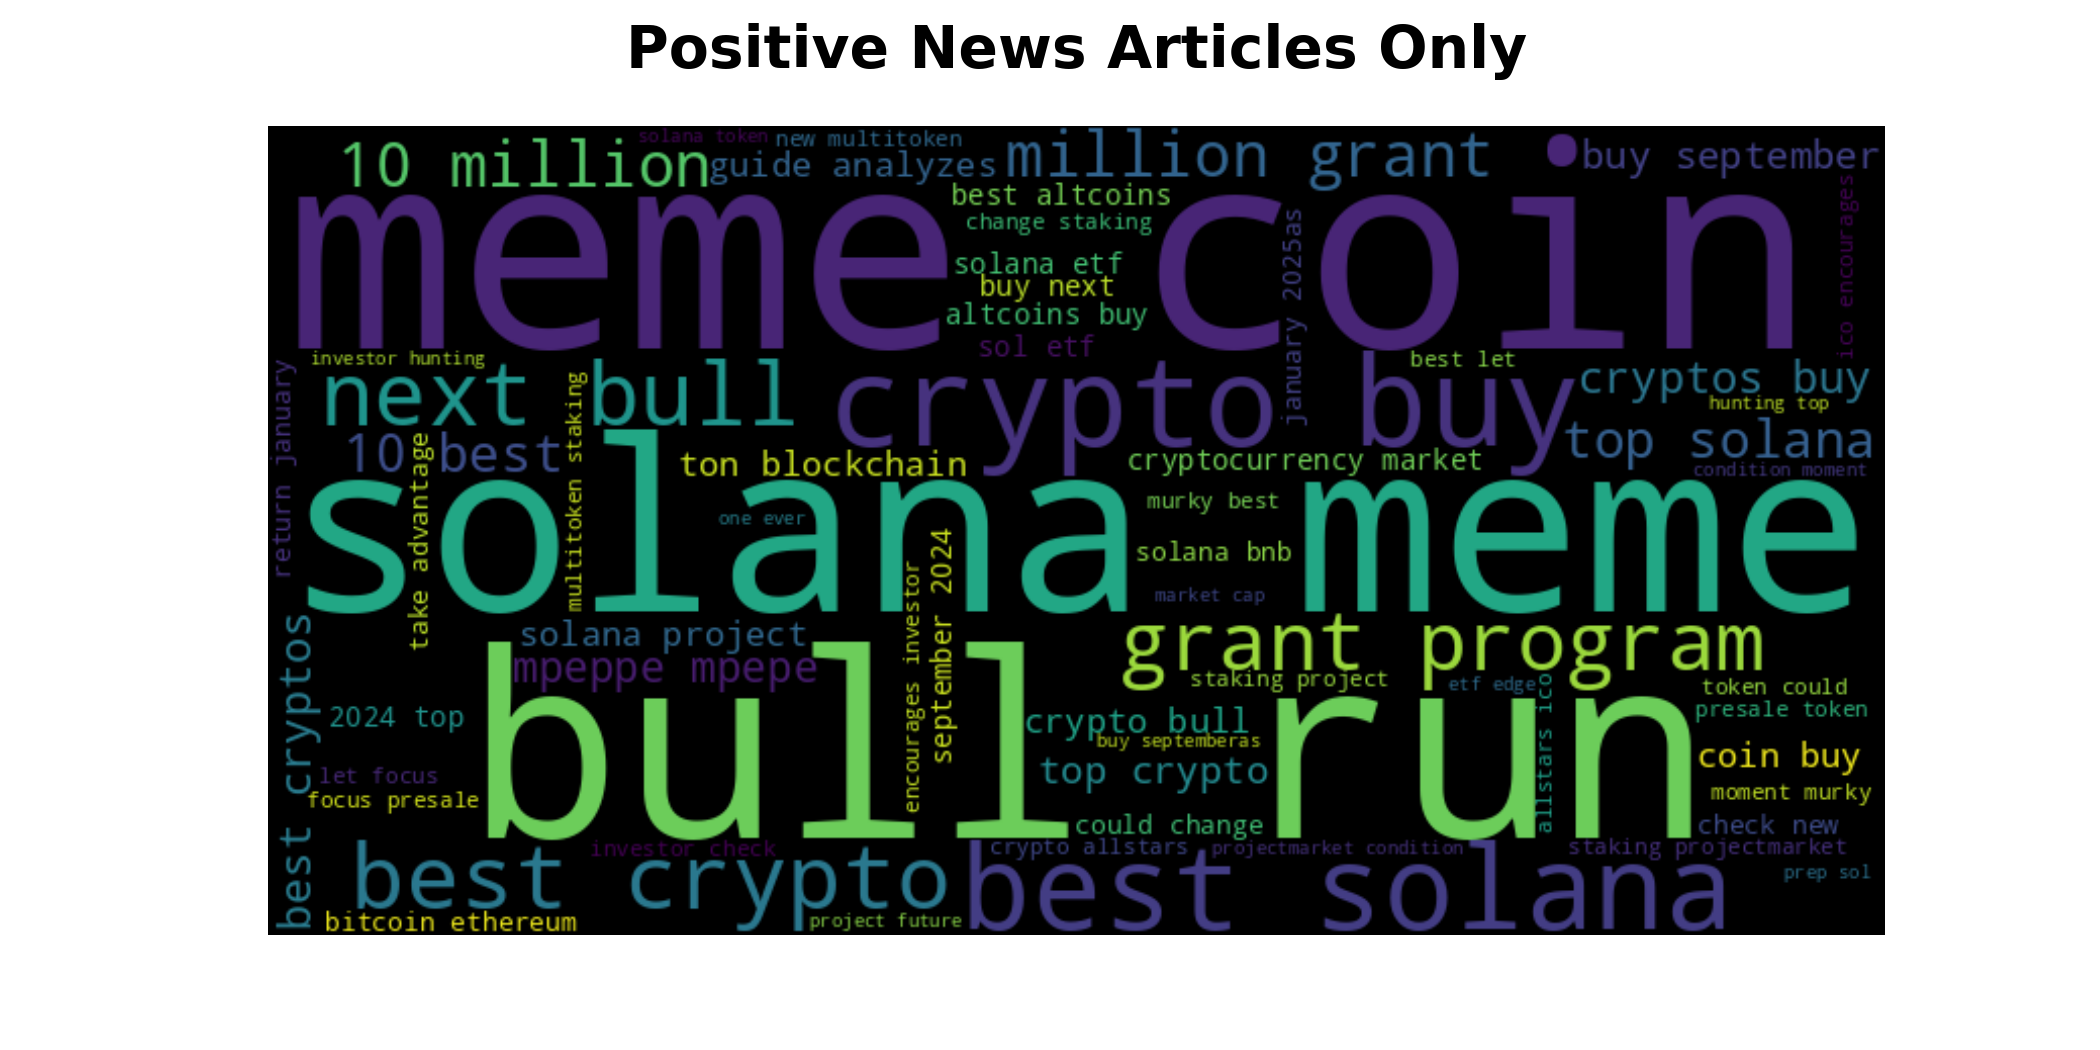 Positive News Articles Only
solana token
new multitoken
10 million
guide analyzes
million grant
buy september
meme coin
best altcoins
change staking
ico encourages
january 2025as
solana etf
buy next
altcoins buy
sol etf
investor hunting
best let
next bull
crypto buy
cryptos buy
hunting top
return january
multitoken staking
10 best
take advantage
ton blockchain
cryptocurrency market
top solana
condition moment
solana meme
murky best
one ever
solana bnb
market cap
september 2024
encourages investor
best cryptos
solana project
mpeppe mpepe
grant program
staking project
etf edge
allstars ico
token could
presale token
2024 top
bull run
crypto bull
buy septemberas
top crypto
coin buy
let focus
focus presale
moment murky
could change
check new
investor check
crypto allstars
projectmarket condition
staking projectmarket
best crypto
best solana
prep sol
bitcoin ethereum
project future